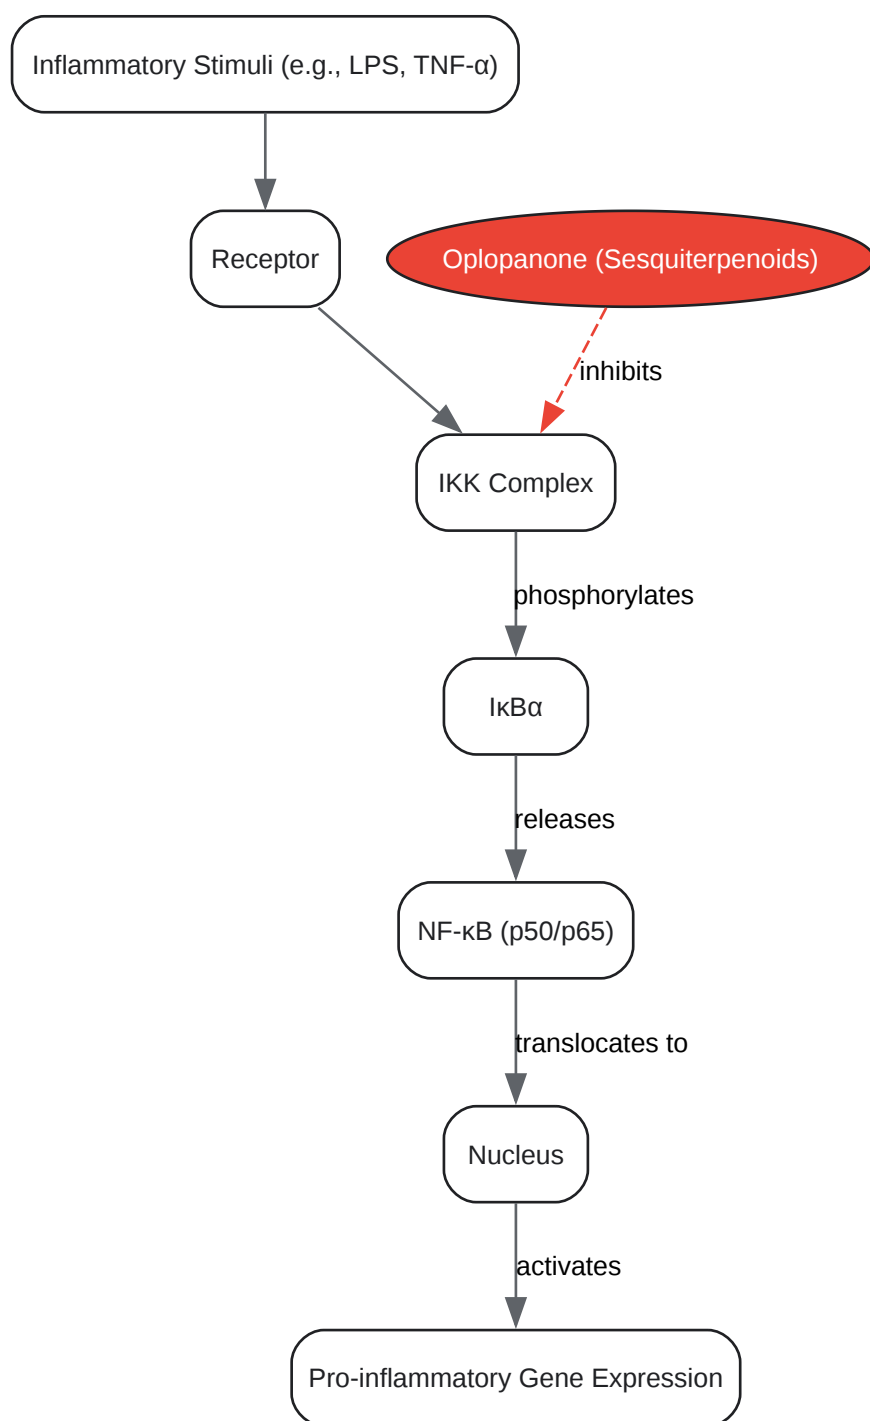 Inflammatory Stimuli (e.g., LPS, TNF-α)
Receptor
Oplopanone (Sesquiterpenoids)
inhibits
IKK Complex
phosphorylates
IκBα
releases
NF-κB (p50/p65)
translocates to
Nucleus
activates
Pro-inflammatory Gene Expression